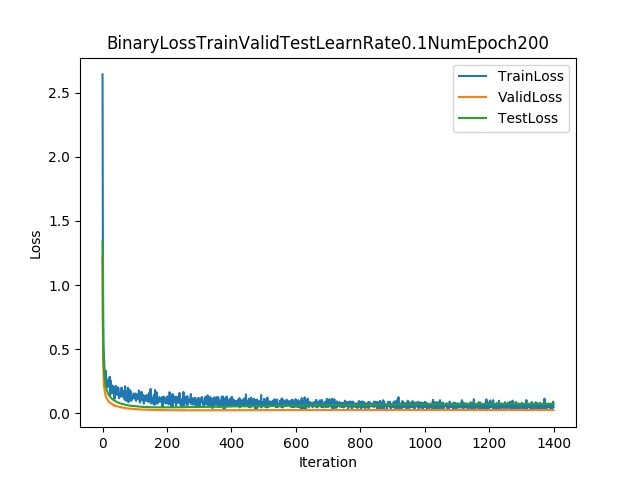 BinaryLossTrainValidTestLearnRate0.1NumEpoch200
TrainLoss
ValidLoss
TestLoss
2.5
2.0
1.5
1.0
0.5
0.0
Loss
0 200 400 600 800 1000 1200 1400
Iteration